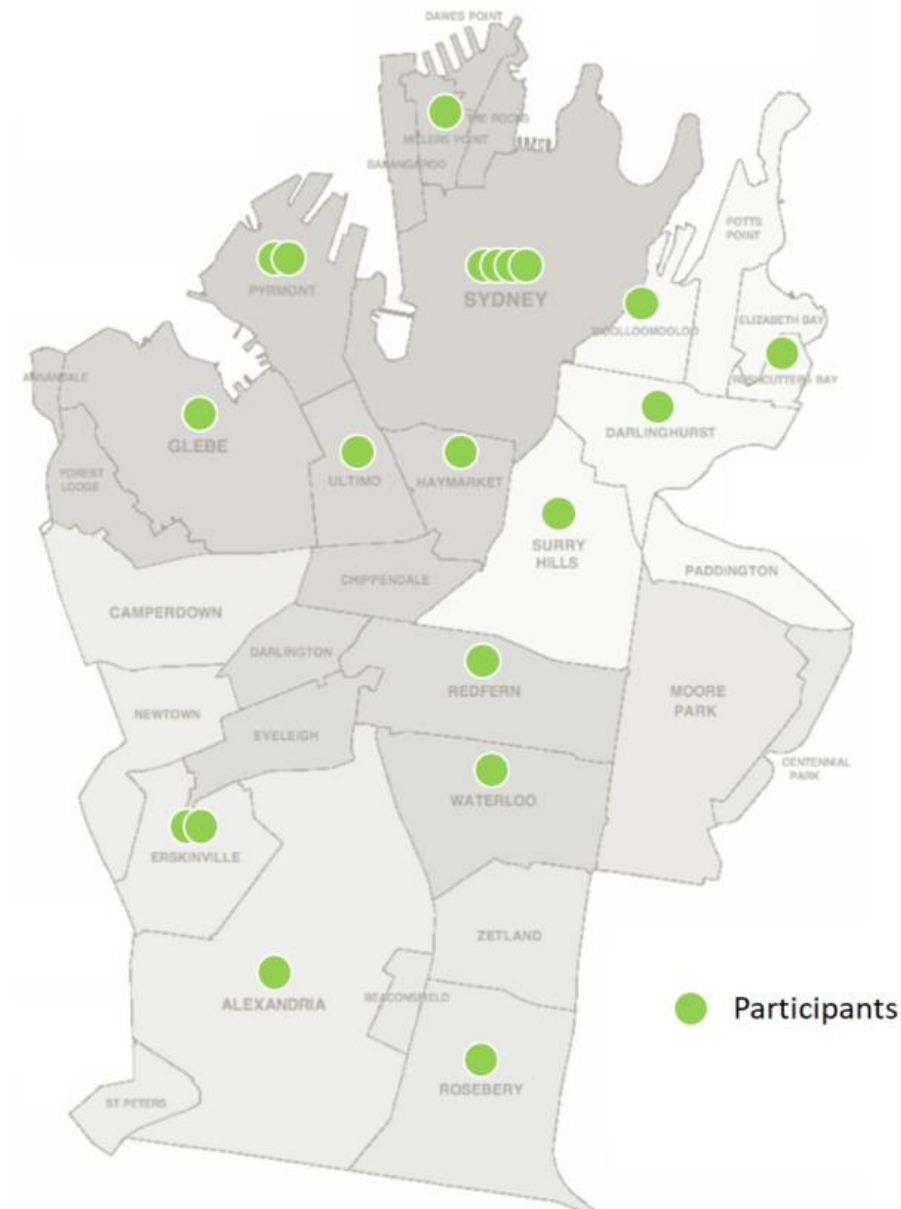 DAWES POINT
THE ROCKS
MILLERS POINT
BARANGAROO
POTTS
POINT
PYRMONT
SYDNEY
ELIZABETH BAY
WOOLLOOMOOLOO
ANNANDALE
RUSHCUTTERS BAY
GLEBE
DARLINGHURST
FOREST
LODGE
ULTIMO
HAYMARKET
SURRY
HILLS
CHIPPENDALE
PADDINGTON
CAMPERDOWN
DARLINGTON
REDFERN
MOORE
PARK
NEWTOWN
EVELEIGH
CENTENNIAL
PARK
WATERLOO
ERSKINVILLE
ZETLAND
ALEXANDRIA
BEACONSFIELD
Participants
ROSEBERY
ST PETERS